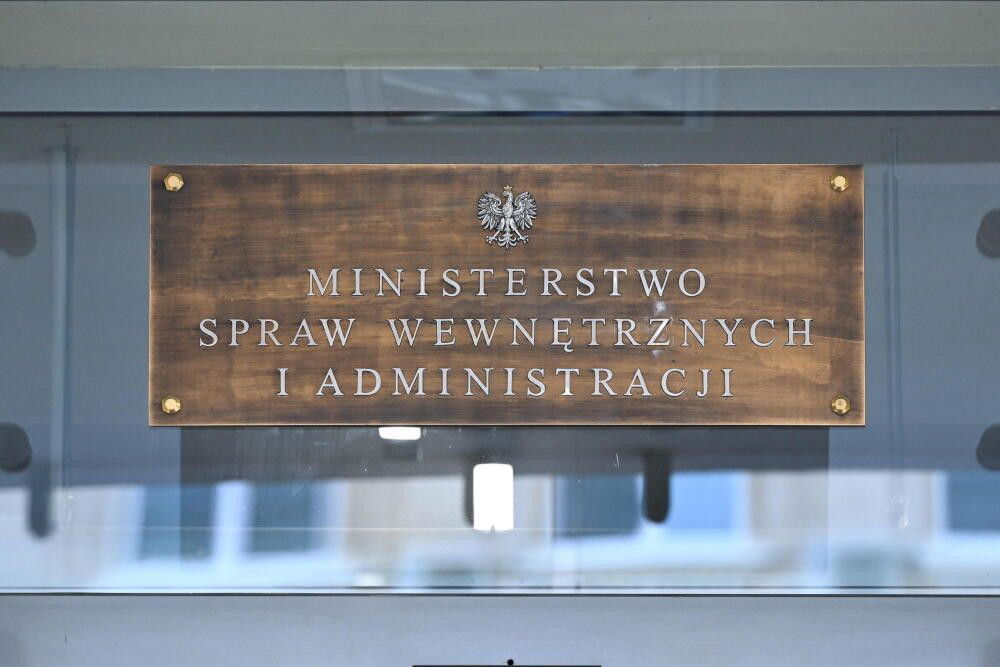 MINISTERSTWO
SPRAW WEWNĘTRZNYCH
I ADMINISTRACJI